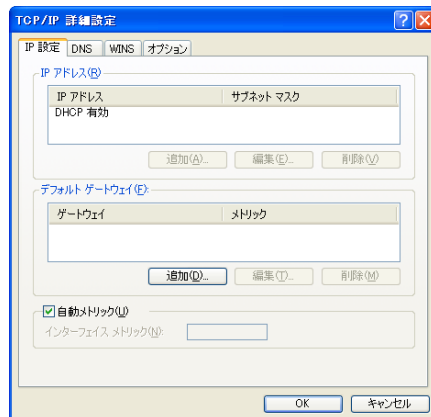 TCP/IP 詳細設定
IP 設定 DNS WINS オプション
IP アドレス(R)
IP アドレス サブネット マスク
DHCP 有効
追加(A)... 編集(E)... 削除(V)
デフォルト ゲートウェイ(F):
ゲートウェイ メトリック
追加(D)... 編集(T)... 削除(M)
自動メトリック(U)
インターフェイス メトリック(N):
OK キャンセル